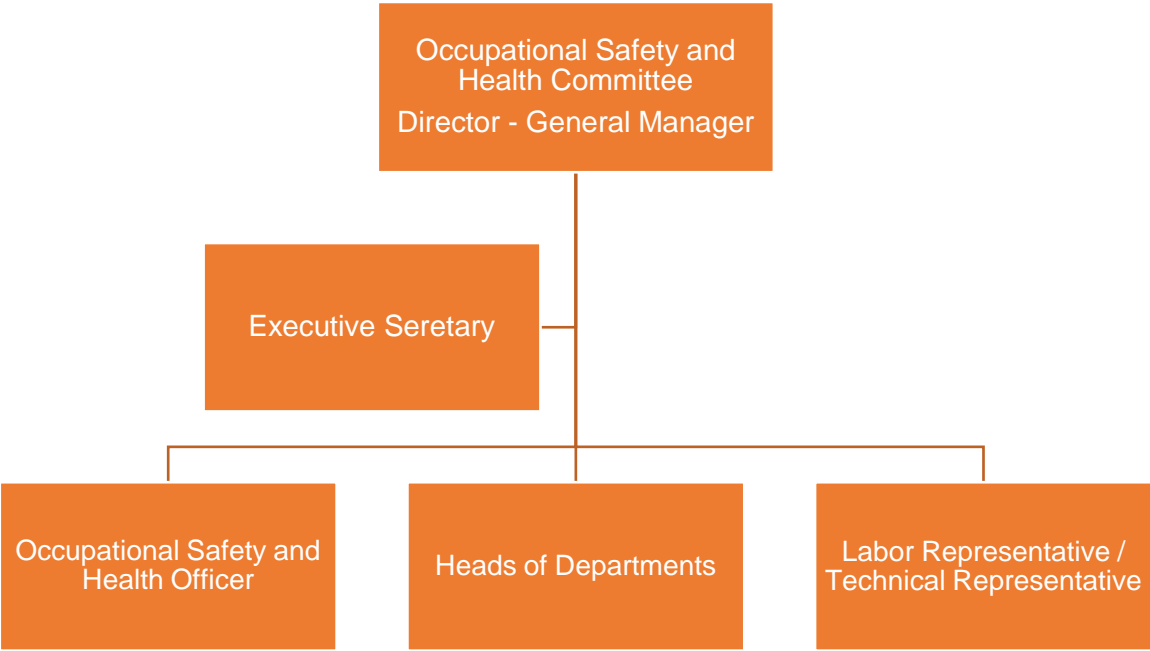 Occupational Safety and
Health Committee
Director - General Manager
Executive Seretary
Occupational Safety and
Health Officer
Heads of Departments
Labor Representative /
Technical Representative